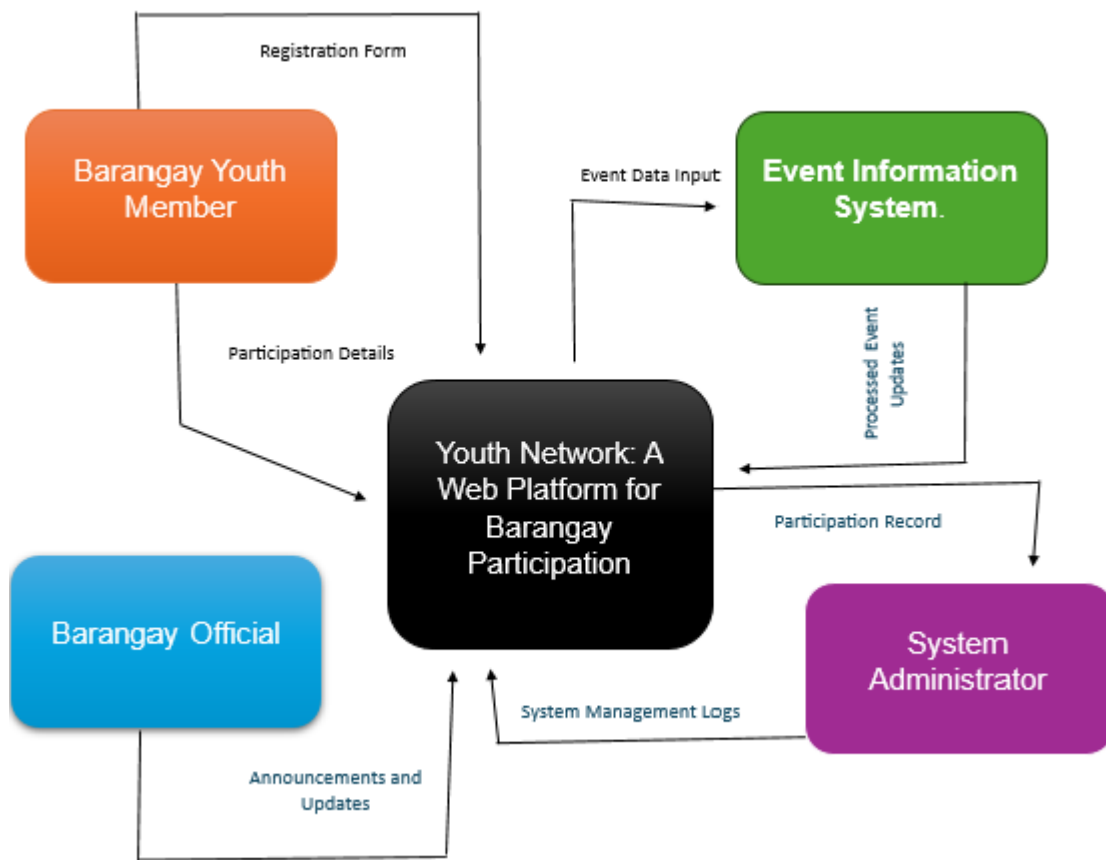 Registration Form
Barangay Youth
Member
Event Data Input
Event Information
System.
Participation Details
Processed Event
Updates
Youth Network: A
Web Platform for
Barangay
Participation
Participation Record
Barangay Official
System
Administrator
System Management Logs
Announcements and
Updates